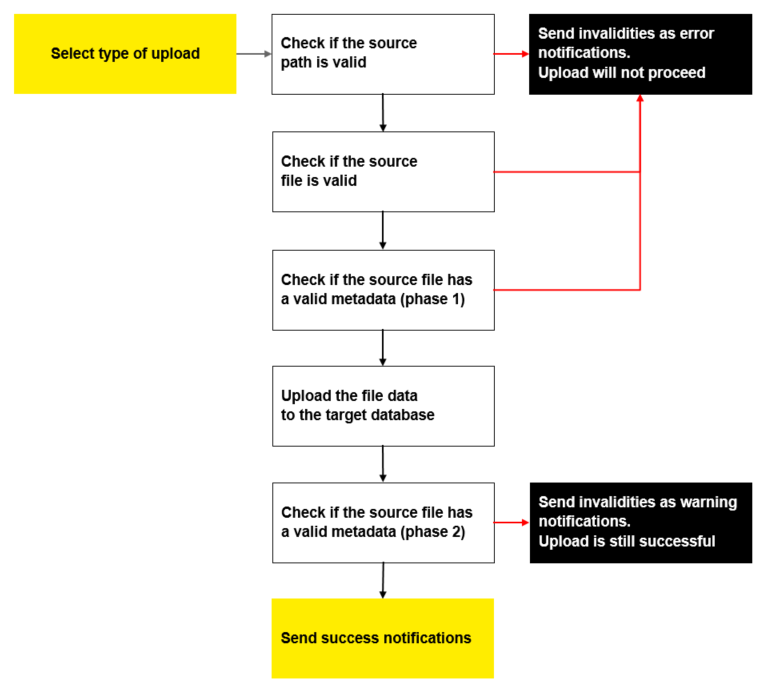 Select type of upload
Check if the source
path is valid
Send invalidities as error
notifications.
Upload will not proceed
Check if the source
file is valid
Check if the source file has
a valid metadata (phase 1)
Upload the file data
to the target database
Check if the source file has
a valid metadata (phase 2)
Send invalidities as warning
notifications.
Upload is still successful
Send success notifications